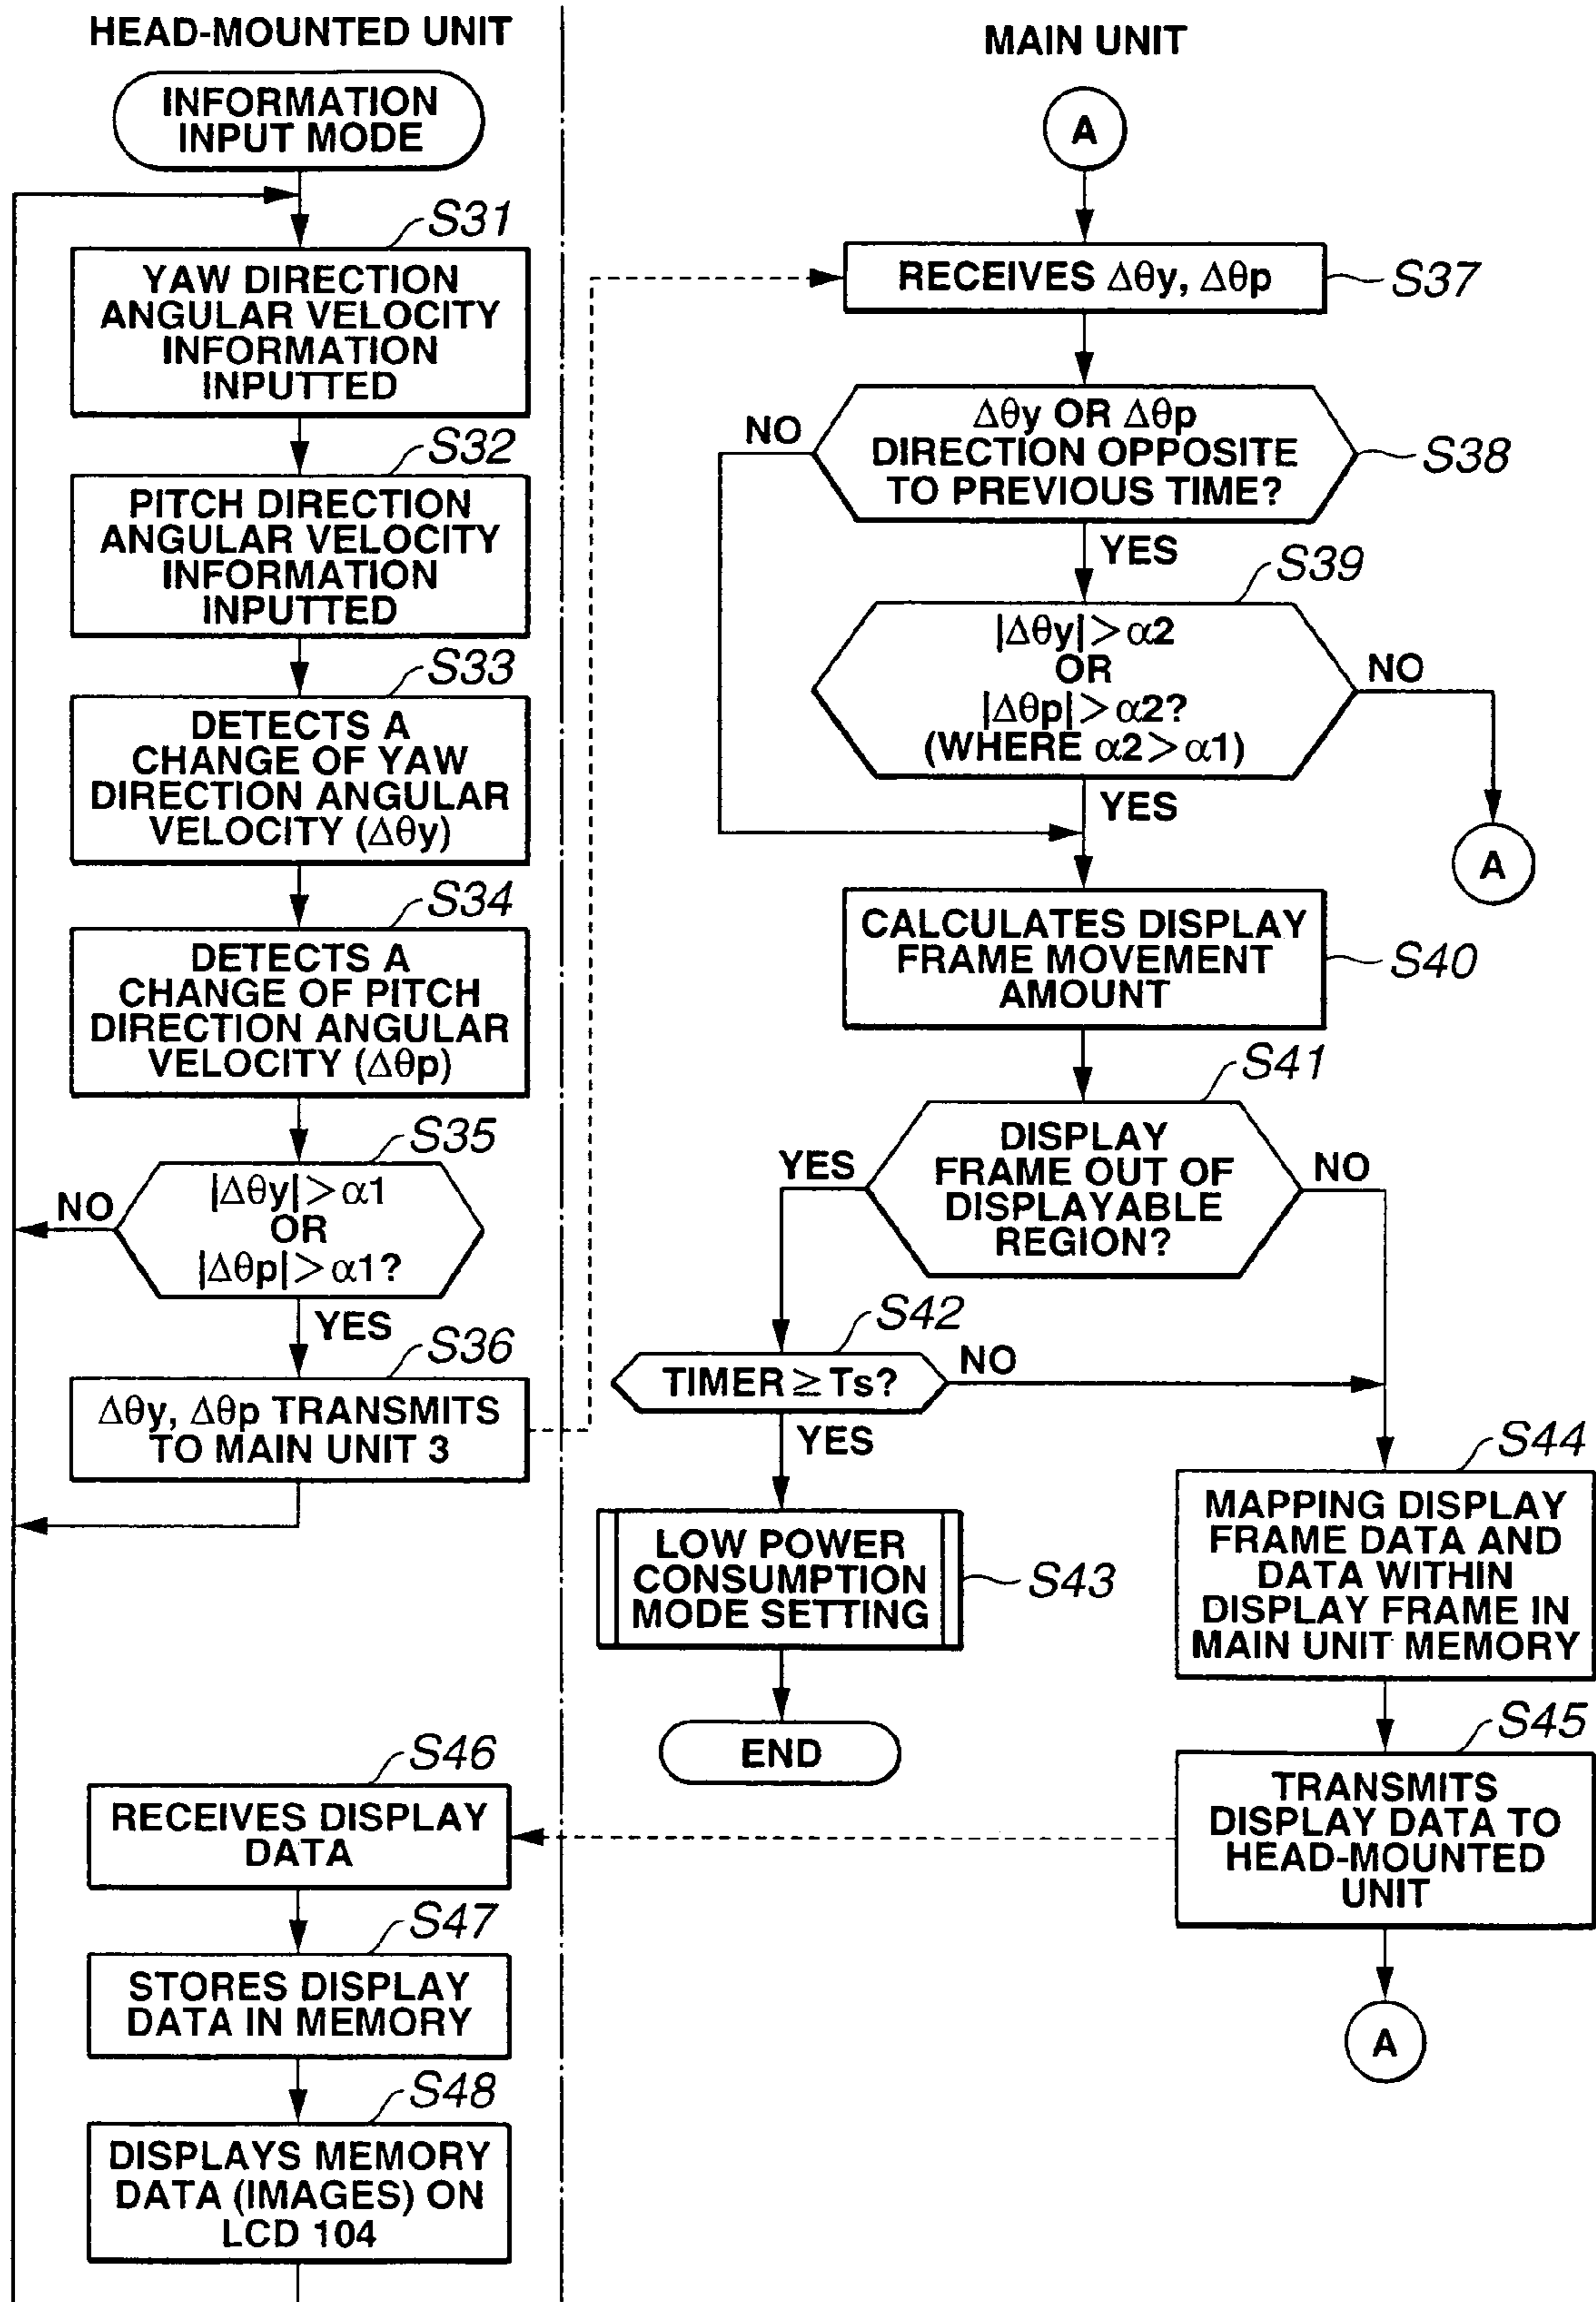 HEAD-MOUNTED UNIT
INFORMATION
INPUT MODE
S31
YAW DIRECTION
ANGULAR VELOCITY
INFORMATION
INPUTTED
S32
PITCH DIRECTION
ANGULAR VELOCITY
INFORMATION
INPUTTED
S33
DETECTS A
CHANGE OF YAW
DIRECTION ANGULAR
VELOCITY (Δθy)
S34
DETECTS A
CHANGE OF PITCH
DIRECTION ANGULAR
VELOCITY (Δθp)
S35
|Δθy|>α1
OR
|Δθp|>α1?
NO
YES
S36
Δθy, Δθp TRANSMITS
TO MAIN UNIT 3
S46
RECEIVES DISPLAY
DATA
S47
STORES DISPLAY
DATA IN MEMORY
S48
DISPLAYS MEMORY
DATA (IMAGES) ON
LCD 104
MAIN UNIT
A
RECEIVES Δθy, Δθp
S37
Δθy OR Δθp
DIRECTION OPPOSITE
TO PREVIOUS TIME?
S38
NO
YES
S39
|Δθy|>α2
OR
|Δθp|>α2?
(WHERE α2>α1)
NO
A
YES
CALCULATES DISPLAY
FRAME MOVEMENT
AMOUNT
S40
S41
DISPLAY
FRAME OUT OF
DISPLAYABLE
REGION?
YES
NO
S42
TIMER≧Ts?
NO
YES
LOW POWER
CONSUMPTION
MODE SETTING
S43
END
S44
MAPPING DISPLAY
FRAME DATA AND
DATA WITHIN
DISPLAY FRAME IN
MAIN UNIT MEMORY
S45
TRANSMITS
DISPLAY DATA TO
HEAD-MOUNTED
UNIT
A